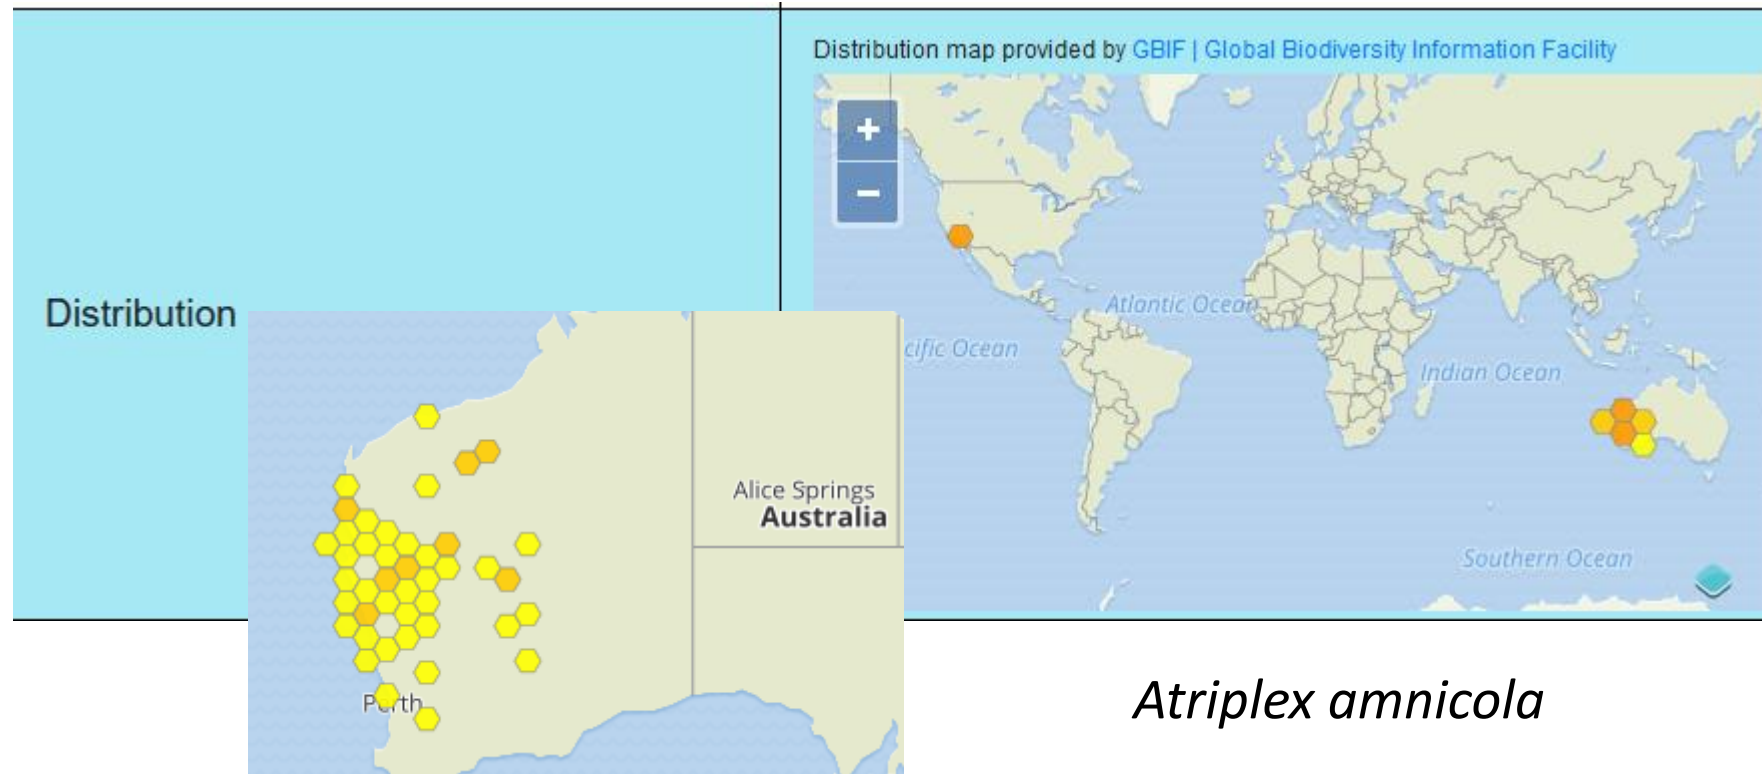 Distribution map provided by GBIF | Global Biodiversity Information Facility
+
−
Distribution
Atlantic Ocean
cific Ocean
Indian Ocean
Southern Ocean
Alice Springs
Australia
Perth
Atriplex amnicola